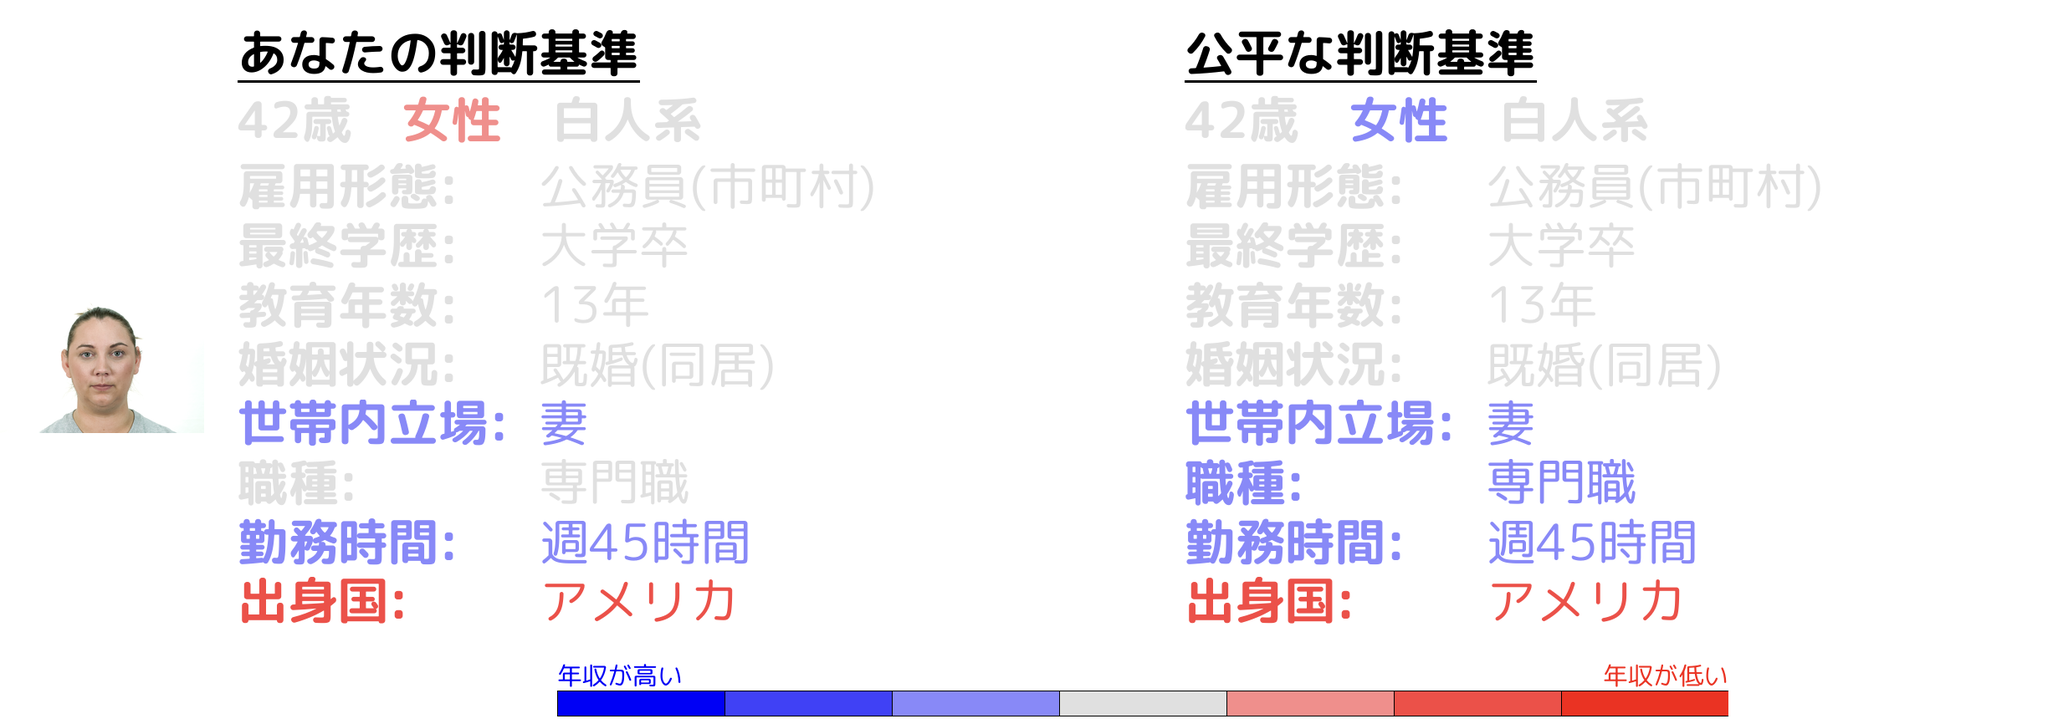 あなたの判断基準
42歳 女性 白人系
雇用形態: 公務員(市町村)
最終学歴: 大学卒
教育年数: 13年
婚姻状況: 既婚(同居)
世帯内立場: 妻
職種: 専門職
勤務時間: 週45時間
出身国: アメリカ
公平な判断基準
42歳 女性 白人系
雇用形態: 公務員(市町村)
最終学歴: 大学卒
教育年数: 13年
婚姻状況: 既婚(同居)
世帯内立場: 妻
職種: 専門職
勤務時間: 週45時間
出身国: アメリカ
年収が高い
年収が低い